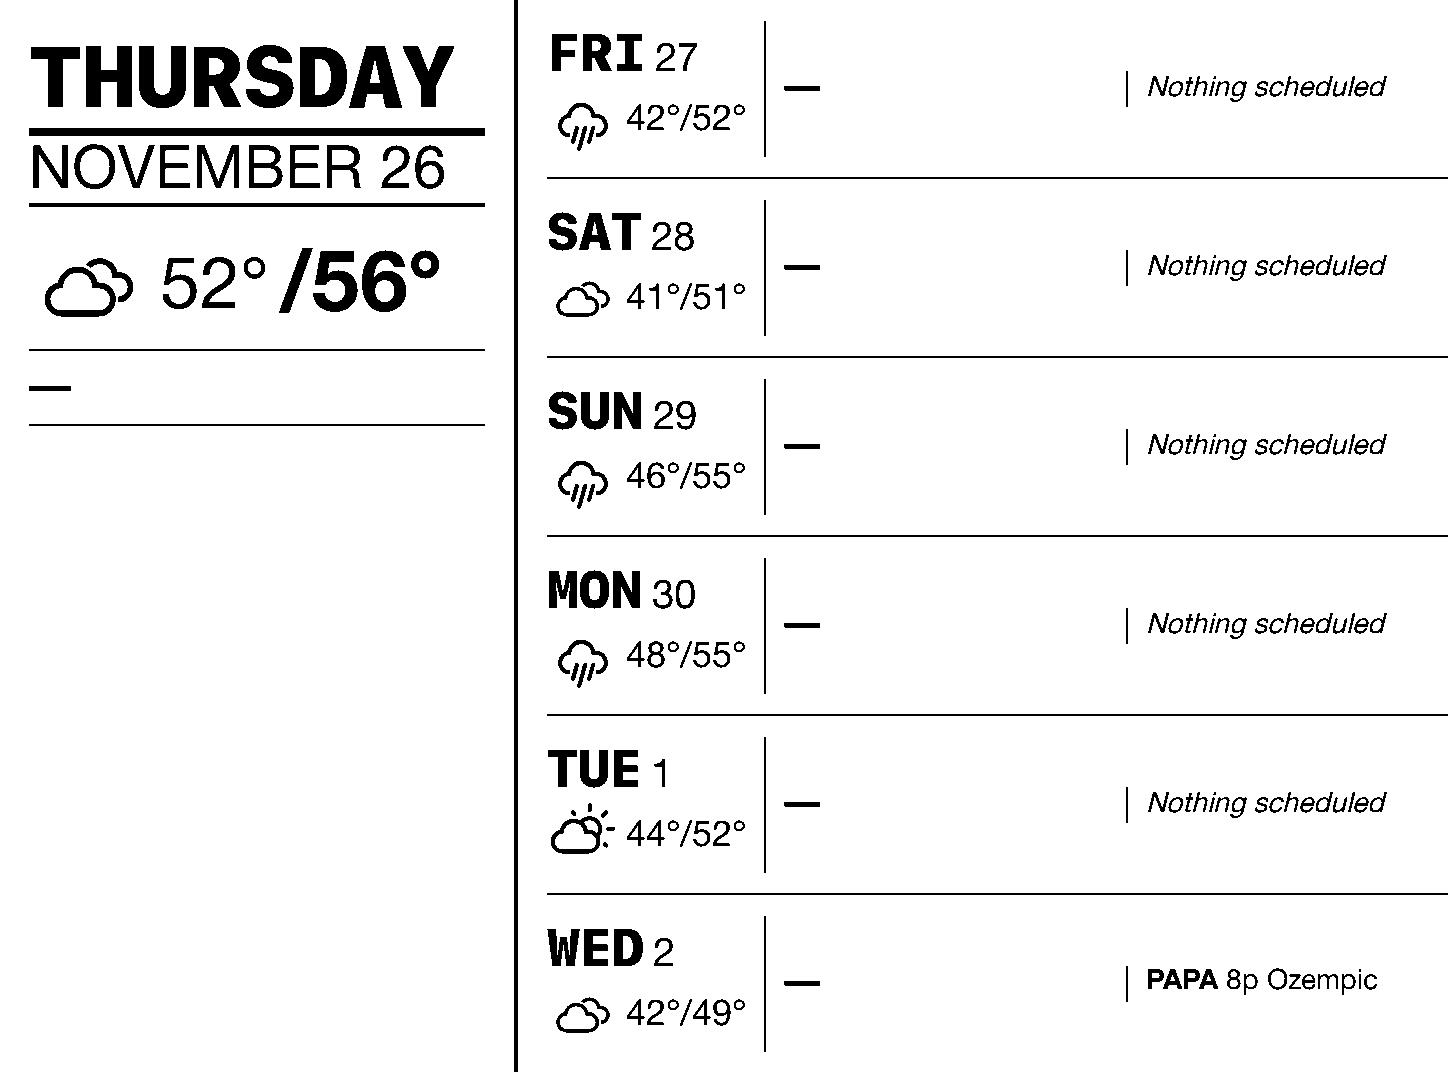 THURSDAY
NOVEMBER 26
52° /56°
—
FRI 27
42°/52°
—
Nothing scheduled
SAT 28
41°/51°
—
Nothing scheduled
SUN 29
46°/55°
—
Nothing scheduled
MON 30
48°/55°
—
Nothing scheduled
TUE 1
44°/52°
—
Nothing scheduled
WED 2
42°/49°
—
PAPA 8p Ozempic